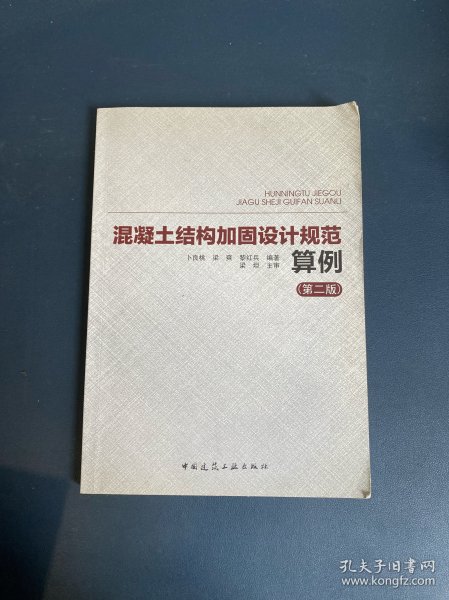 HUNNINGTU JIEGOU
JIAGU SHEJI GUIFAN SUANLI
混凝土结构加固设计规范
算例
卜良桃 梁爽 黎红兵 编著
梁坦 主审
(第二版)
中国建筑工业出版社
孔夫子旧书网
www.kongfz.com